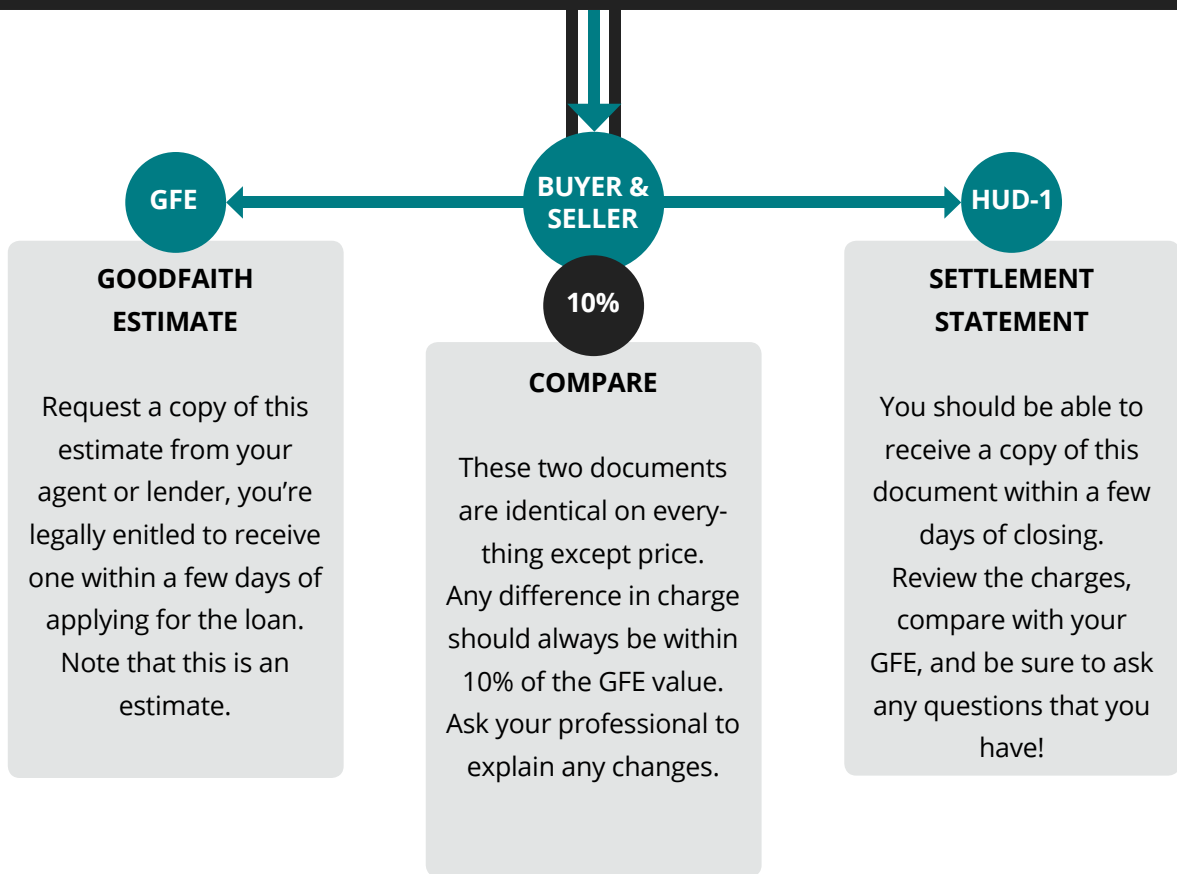 GFE
GOODFAITH
ESTIMATE
Request a copy of this
estimate from your
agent or lender, you’re
legally enitled to receive
one within a few days of
applying for the loan.
Note that this is an
estimate.
BUYER &
SELLER
10%
COMPARE
These two documents
are identical on every-
thing except price.
Any difference in charge
should always be within
10% of the GFE value.
Ask your professional to
explain any changes.
HUD-1
SETTLEMENT
STATEMENT
You should be able to
receive a copy of this
document within a few
days of closing.
Review the charges,
compare with your
GFE, and be sure to ask
any questions that you
have!